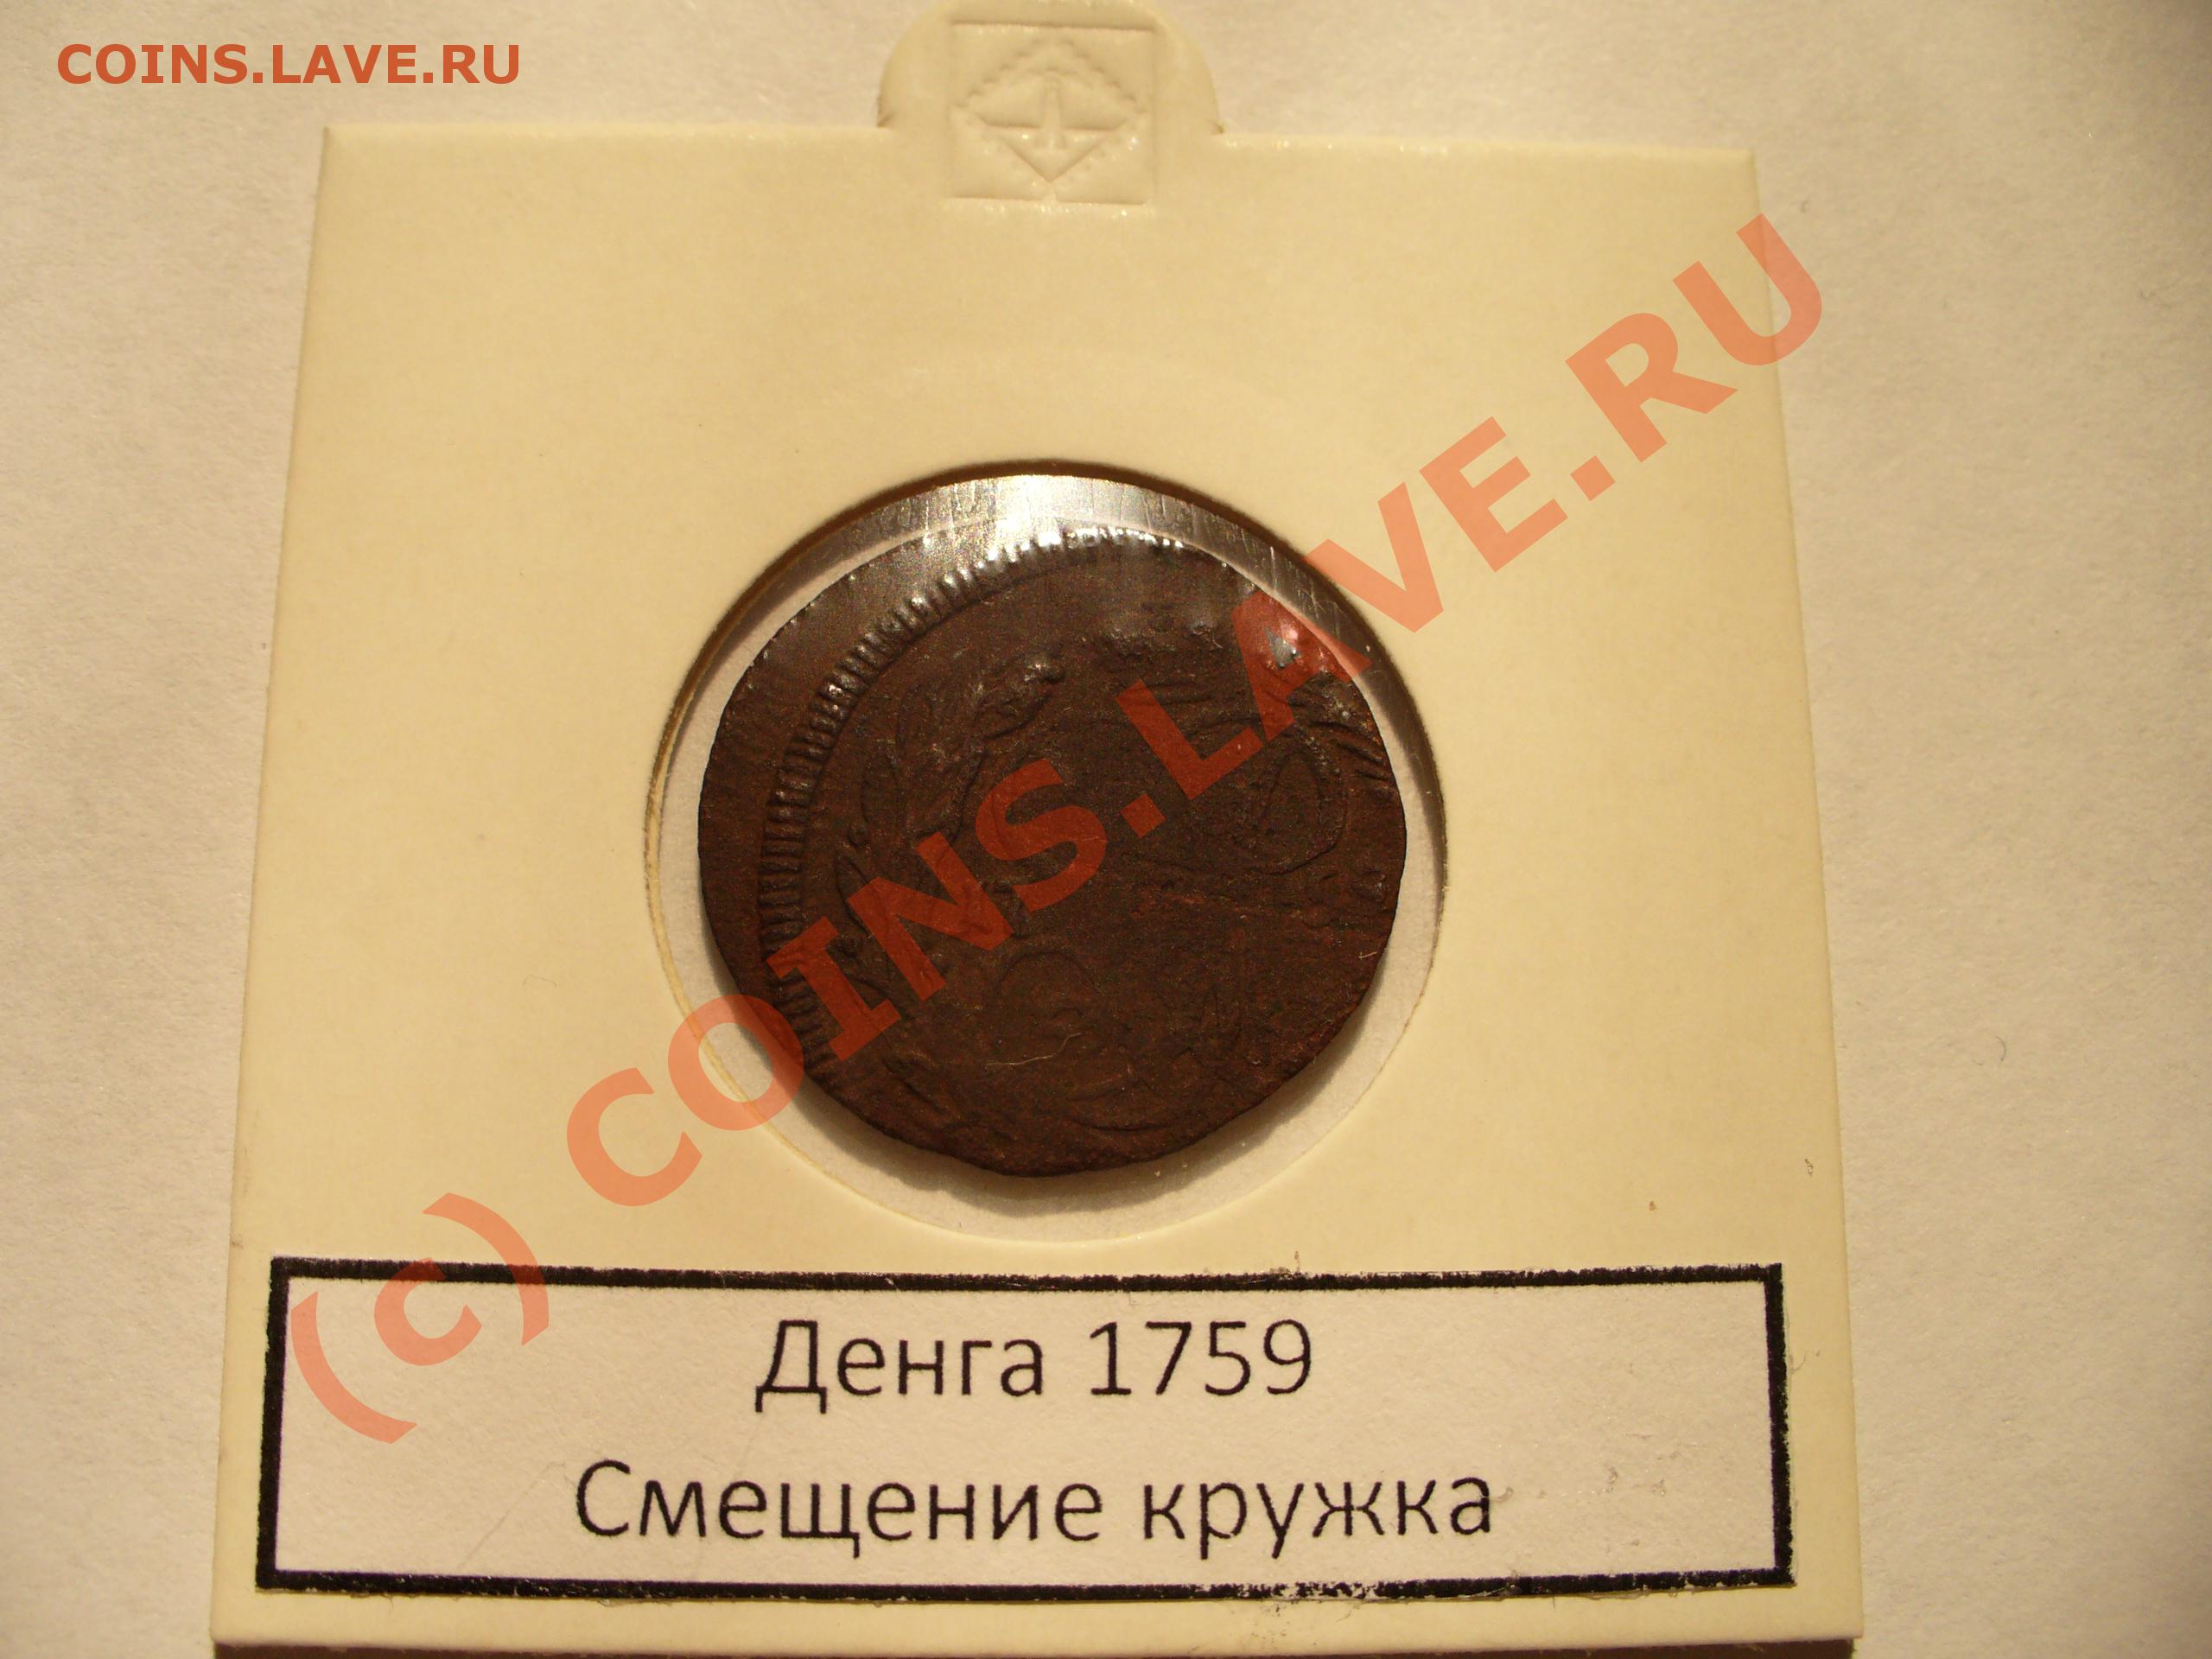 COINS.LAVE.RU
(c) COINS.LAVE.RU
Денга 1759
Смещение кружка